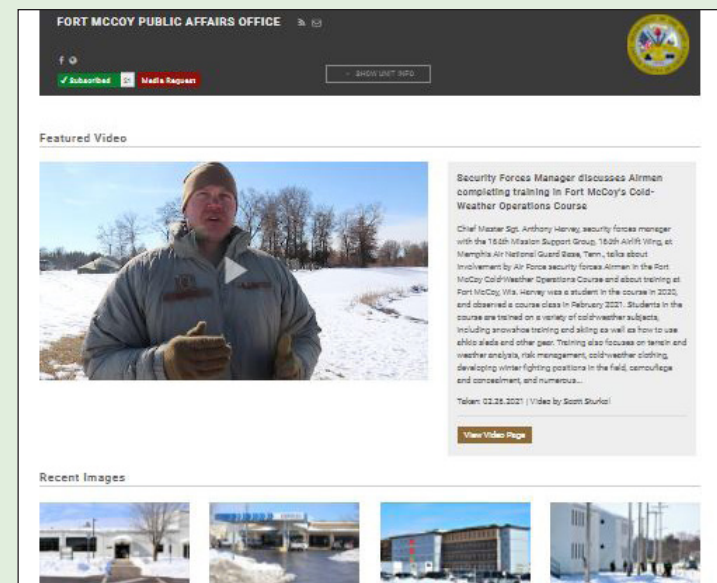 FORT MCCOY PUBLIC AFFAIRS OFFICE
✓ Subscribed 21 Media Request
SHOW UNIT INFO
Featured Video
Security Forces Manager discusses Airmen
completing training in Fort McCoy's Cold-
Weather Operations Course
Chief Master Sgt. Anthony Harvey, security forces manager
with the 164th Mission Support Group, 164th Airlift Wing, at
Memphis Air National Guard Base, Tenn., talks about
involvement by Air Force security forces Airmen in the Fort
McCoy Cold-Weather Operations Course and about training at
Fort McCoy, Wis. Harvey was a student in the course in 2020,
and observed a course class in February 2021. Students in the
course are trained on a variety of cold-weather subjects,
including snowshoe training and skiing as well as how to use
ahkio sleds and other gear. Training also focuses on terrain and
weather analysis, risk management, cold-weather clothing,
developing winter fighting positions in the field, camouflage
and concealment, and numerous...
Taken: 02.26.2021 | Video by Scott Sturkol
View Video Page
Recent Images